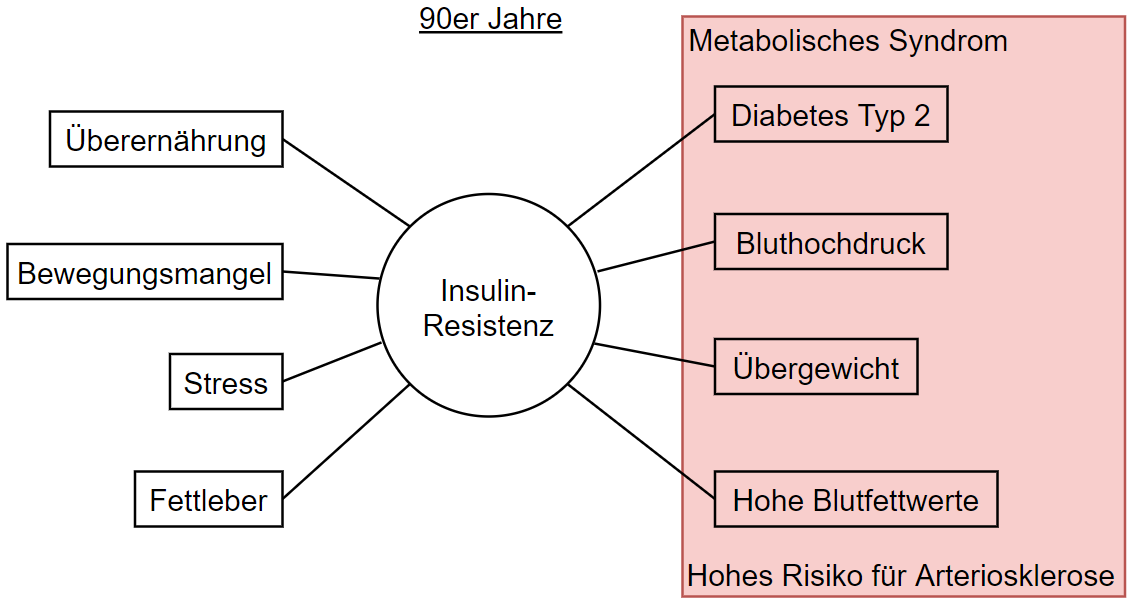 90er Jahre
Überernährung
Bewegungsmangel
Stress
Fettleber
Insulin-
Resistenz
Metabolisches Syndrom
Diabetes Typ 2
Bluthochdruck
Übergewicht
Hohe Blutfettwerte
Hohes Risiko für Arteriosklerose